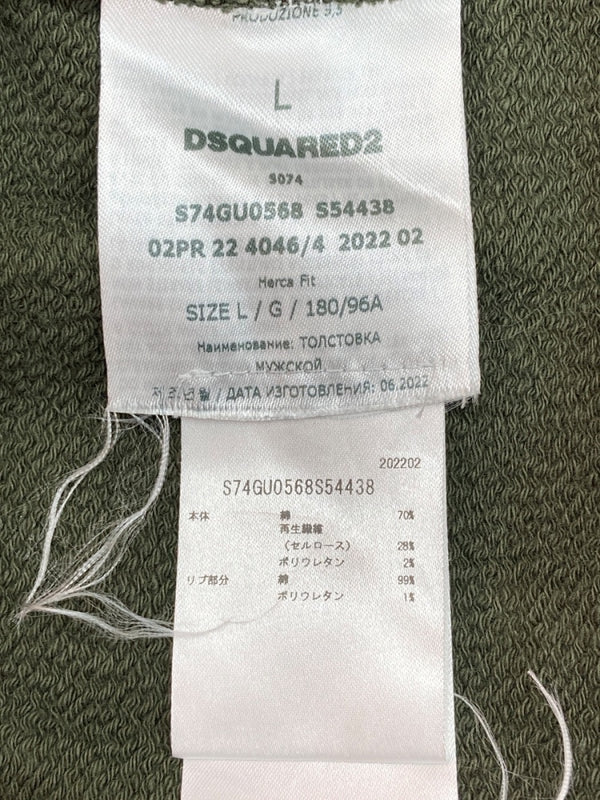 PRODUZIONE 3,5
L
DSQUARED2
S074
S74GU0568 S54438
02PR 22 4046/4 2022 02
Herca Fit
SIZE L / G / 180/96A
Наименование: ТОЛСТОВКА
МУЖСКОЙ
제조년월 / ДАТА ИЗГОТОВЛЕНИЯ: 06.2022
202202
S74GU0568S54438
本体 綿 70%
再生繊維
(セルロース) 28%
ポリウレタン 2%
リブ部分 綿 99%
ポリウレタン 1%